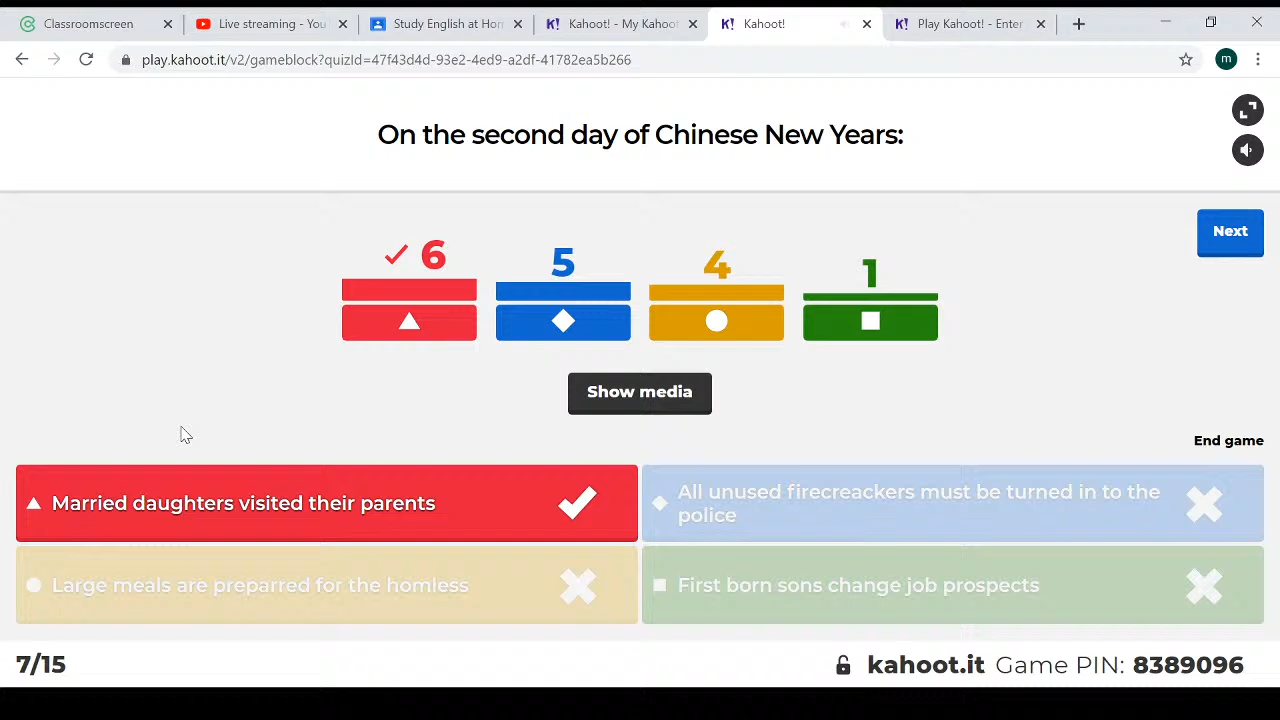 Classroomscreen
Live streaming - You
Study English at Hom
K! Kahoot! - My Kahoot
K! Kahoot!
K! Play Kahoot! - Enter
play.kahoot.it/v2/gameblock?quizId=47f43d4d-93e2-4ed9-a2df-41782ea5b266
m
On the second day of Chinese New Years:
Next
6
5
4
1
Show media
End game
Married daughters visited their parents
All unused firecreackers must be turned in to the
police
Large meals are preparred for the homless
First born sons change job prospects
7/15
kahoot.it Game PIN: 8389096